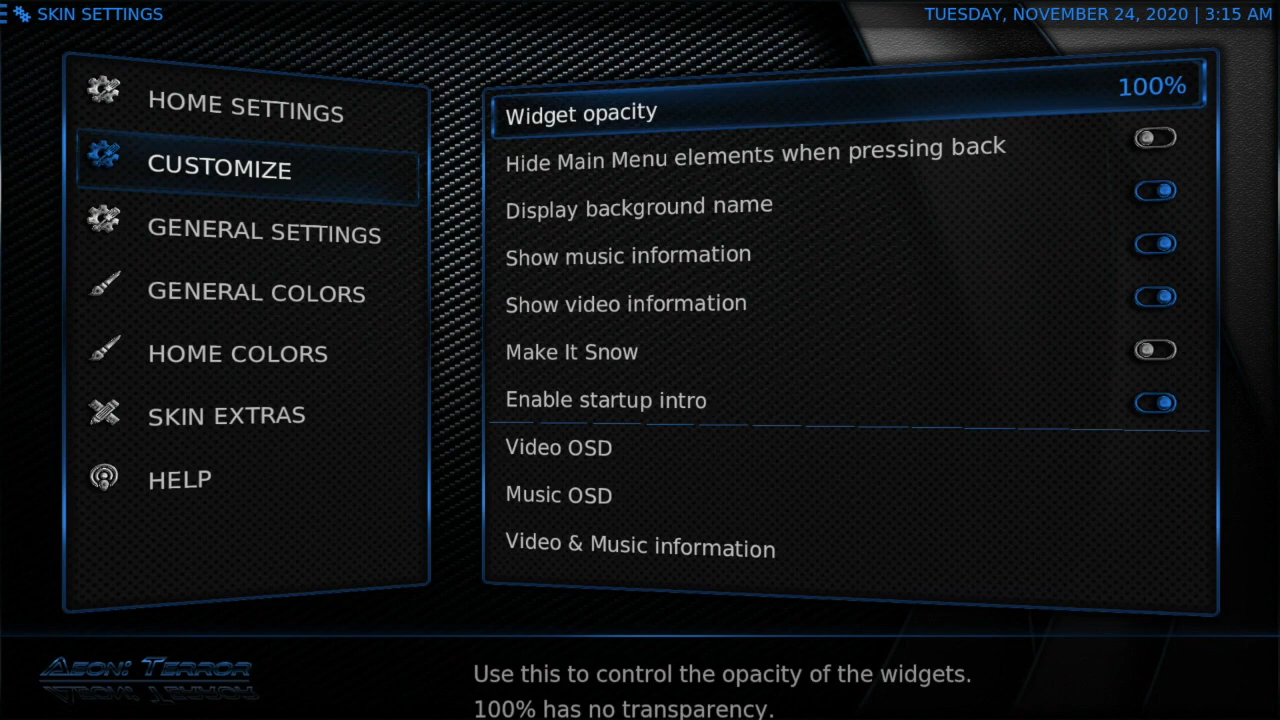 SKIN SETTINGS
TUESDAY, NOVEMBER 24, 2020 | 3:15 AM
HOME SETTINGS
CUSTOMIZE
GENERAL SETTINGS
GENERAL COLORS
HOME COLORS
SKIN EXTRAS
HELP
Widget opacity 100%
Hide Main Menu elements when pressing back
Display background name
Show music information
Show video information
Make It Snow
Enable startup intro
Video OSD
Music OSD
Video & Music information
Aeon: Terror
Use this to control the opacity of the widgets.
100% has no transparency.